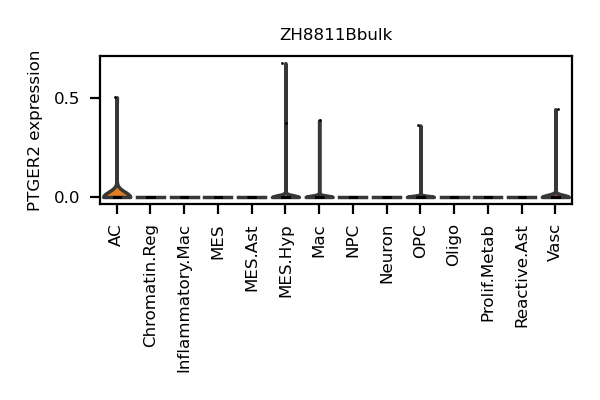 ZH8811Bbulk
PTGER2 expression
0.5
0.0
AC
Chromatin.Reg
Inflammatory.Mac
MES
MES.Ast
MES.Hyp
Mac
NPC
Neuron
OPC
Oligo
Prolif.Metab
Reactive.Ast
Vasc